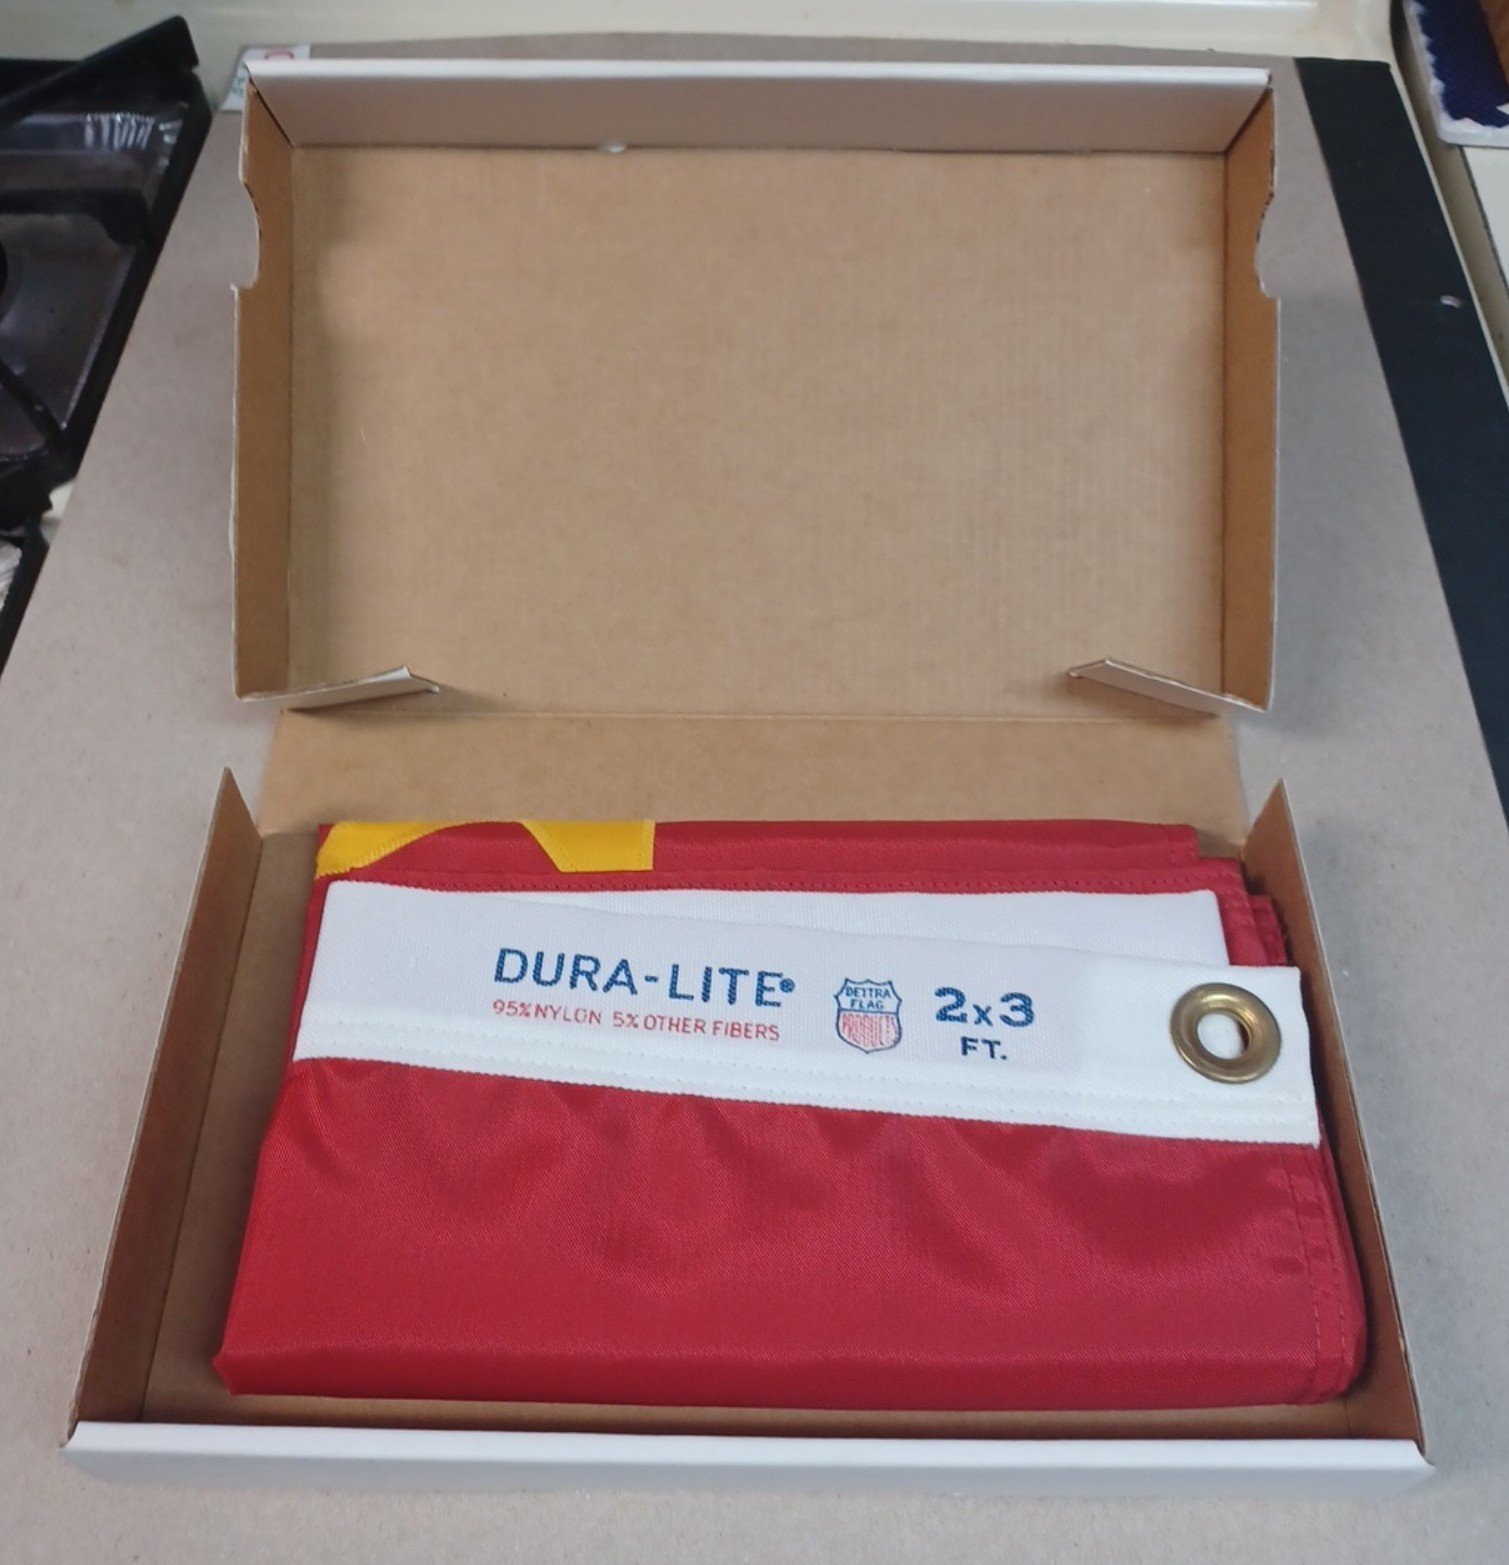 DURA-LITE®
95% NYLON 5% OTHER FIBERS
DETTRA
FLAG
PRODUCTS
2x3
FT.